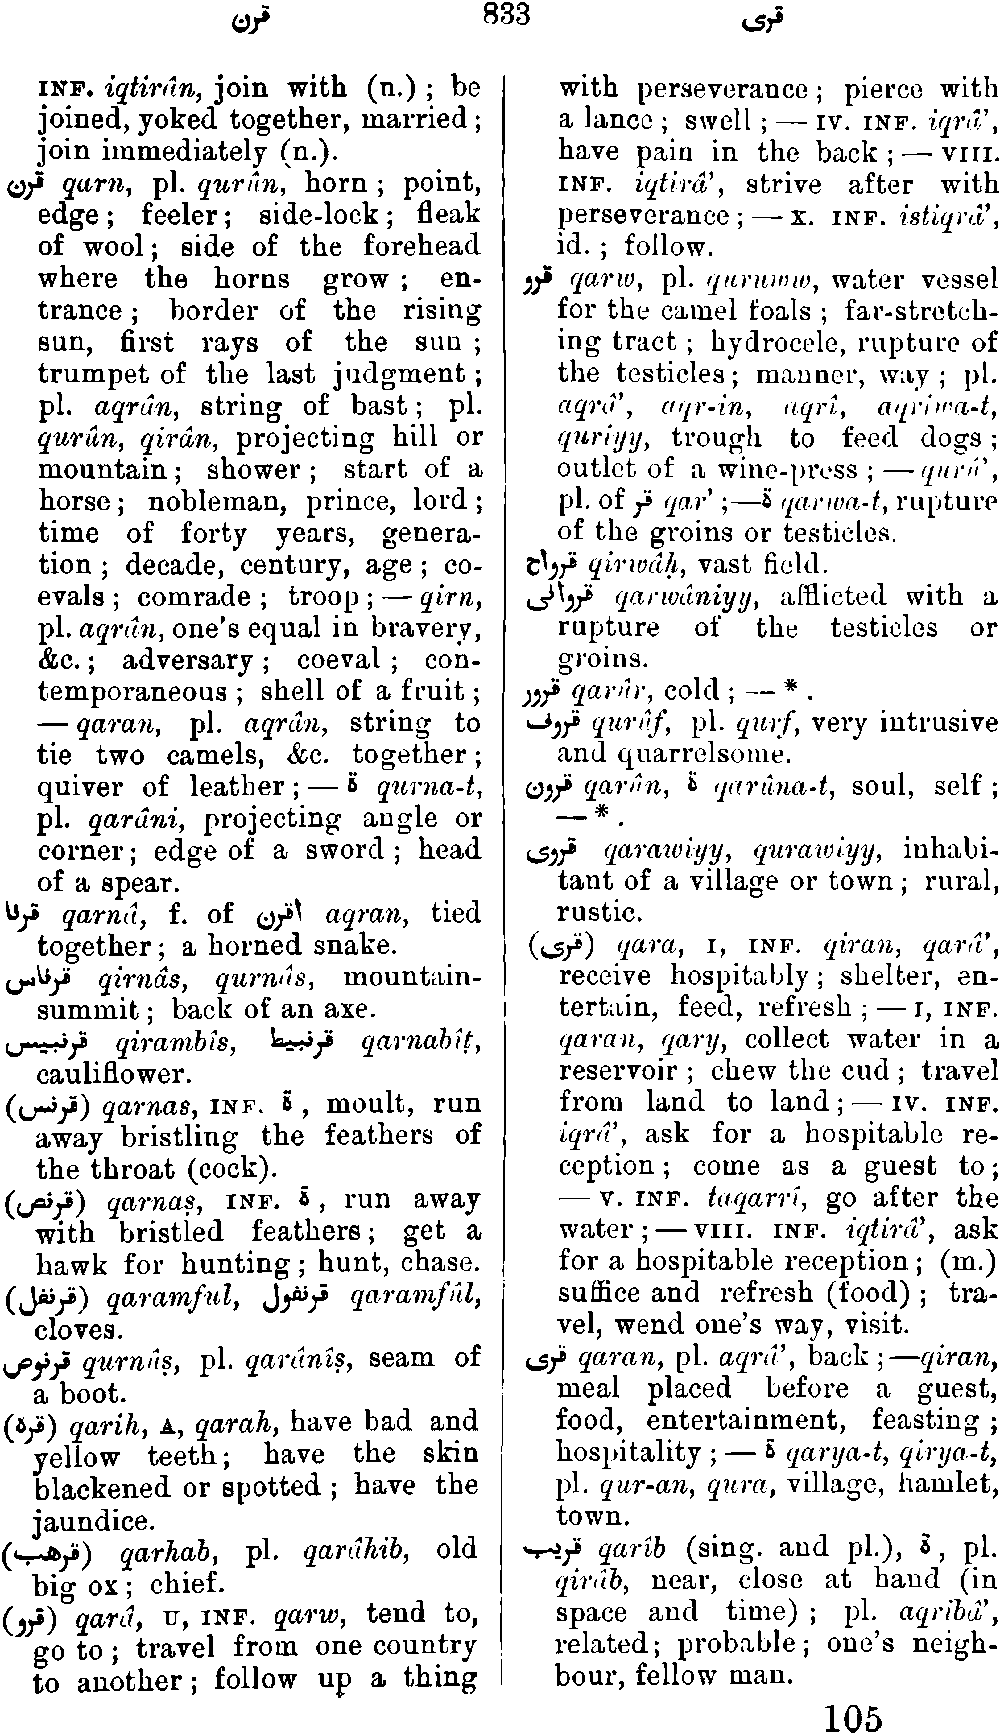 قرن 833 قرى
INF. iqtirân, join with (n.) ; be
joined, yoked together, married ;
join immediately (n.).
قرن qarn, pl. qurûn, horn ; point,
edge ; feeler ; side-lock ; fleak
of wool ; side of the forehead
where the horns grow ; en-
trance ; border of the rising
sun, first rays of the sun ;
trumpet of the last judgment ;
pl. aqrân, string of bast ; pl.
qurûn, qirân, projecting hill or
mountain ; shower ; start of a
horse ; nobleman, prince, lord ;
time of forty years, genera-
tion ; decade, century, age ; co-
evals ; comrade ; troop ; — qirn,
pl. aqrân, one's equal in bravery,
&c. ; adversary ; coeval ; con-
temporaneous ; shell of a fruit ;
— qaran, pl. aqrân, string to
tie two camels, &c. together ;
quiver of leather ; — ة qurna-t,
pl. qarâni, projecting angle or
corner ; edge of a sword ; head
of a spear.
قرنا qarnâ, f. of اقرن aqran, tied
together ; a horned snake.
قرناس qirnâs, qurnâs, mountain-
summit ; back of an axe.
قرنبيس qirambîs, قرنبيط qarnabîṭ,
cauliflower.
(قرنس) qarnas, INF. ة, moult, run
away bristling the feathers of
the throat (cock).
(قرنص) qarnaṣ, INF. ة, run away
with bristled feathers ; get a
hawk for hunting ; hunt, chase.
(قرنفل) qaramful, قرنفول qaramfûl,
cloves.
قرنوص qurnûṣ, pl. qarânîṣ, seam of
a boot.
(قره) qarih, A, qarah, have bad and
yellow teeth ; have the skin
blackened or spotted ; have the
jaundice.
(قرهب) qarhab, pl. qarâhib, old
big ox ; chief.
(قرو) qarâ, U, INF. qarw, tend to,
go to ; travel from one country
to another ; follow up a thing
with perseverance ; pierce with
a lance ; swell ; — IV. INF. iqrâ',
have pain in the back ; — VIII.
INF. iqtirâ', strive after with
perseverance ; — X. INF. istiqrâ',
id. ; follow.
قرو qarw, pl. quruww, water vessel
for the camel foals ; far-stretch-
ing tract ; hydrocele, rupture of
the testicles ; manner, way ; pl.
aqrâ', aqr-in, aqrî, aqriwa-t,
quriyy, trough to feed dogs ;
outlet of a wine-press ; — qurû',
pl. of قر qar' ;—ة qarwa-t, rupture
of the groins or testicles.
قرواح qirwâḥ, vast field.
قروانى qarwâniyy, afflicted with a
rupture of the testicles or
groins.
قرور qarûr, cold ; — * .
قروف qurûf, pl. qurf, very intrusive
and quarrelsome.
قرون qarûn, ة qarûna-t, soul, self ;
— * .
قروى qarawiyy, qurawiyy, inhabi-
tant of a village or town ; rural,
rustic.
(قرى) qara, I, INF. qiran, qarâ',
receive hospitably ; shelter, en-
tertain, feed, refresh ; — I, INF.
qaran, qary, collect water in a
reservoir ; chew the cud ; travel
from land to land ; — IV. INF.
iqrâ', ask for a hospitable re-
ception ; come as a guest to ;
— V. INF. taqarrî, go after the
water ; — VIII. INF. iqtirâ', ask
for a hospitable reception ; (m.)
suffice and refresh (food) ; tra-
vel, wend one's way, visit.
قرى qaran, pl. aqrâ', back ;—qiran,
meal placed before a guest,
food, entertainment, feasting ;
hospitality ; — ة qarya-t, qirya-t,
pl. qur-an, qura, village, hamlet,
town.
قريب qarîb (sing. and pl.), ة, pl.
qirâb, near, close at hand (in
space and time) ; pl. aqribâ',
related ; probable ; one's neigh-
bour, fellow man.
105